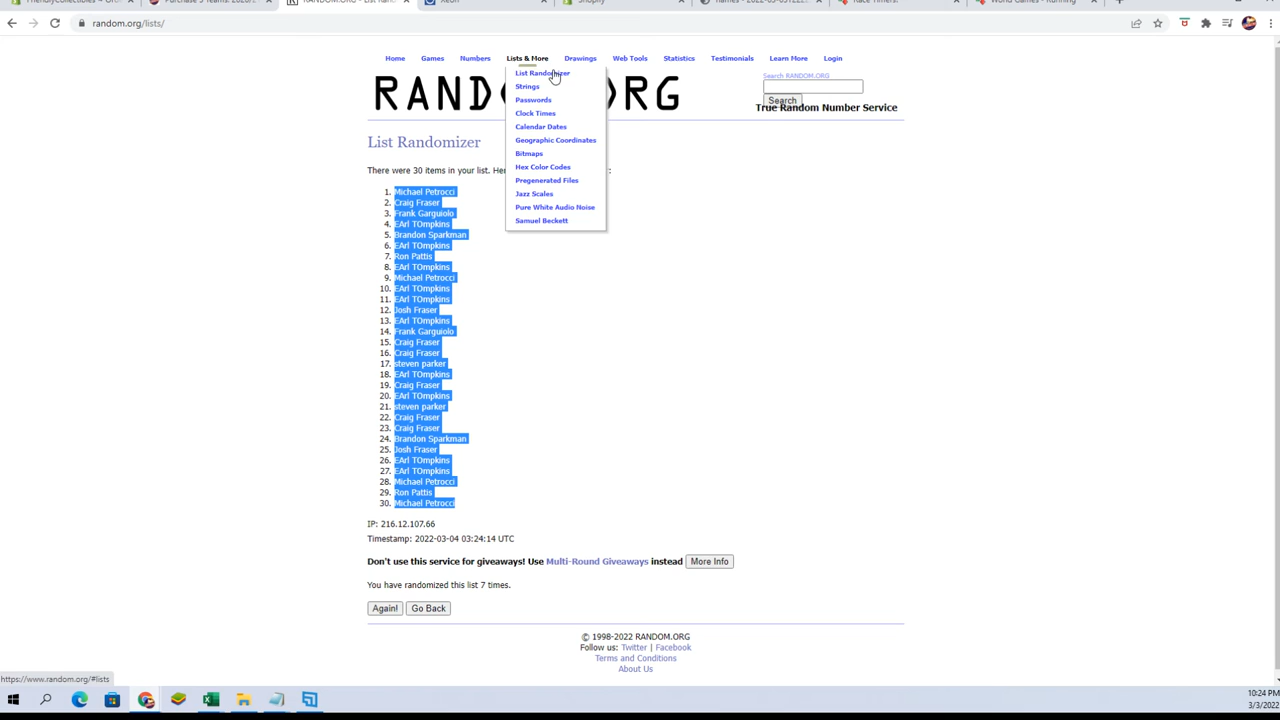 random.org/lists/
Home Games Numbers Lists & More Drawings Web Tools Statistics Testimonials Learn More Login
List Randomizer
Strings
Passwords
Clock Times
Calendar Dates
Geographic Coordinates
Bitmaps
Hex Color Codes
Pregenerated Files
Jazz Scales
Pure White Audio Noise
Samuel Beckett
Search RANDOM.ORG
Search
True Random Number Service
List Randomizer
There were 30 items in your list.
1. Michael Petrocci
2. Craig Fraser
3. Frank Garguiolo
4. EArl TOmpkins
5. Brandon Sparkman
6. EArl TOmpkins
7. Ron Pattis
8. EArl TOmpkins
9. Michael Petrocci
10. EArl TOmpkins
11. EArl TOmpkins
12. Josh Fraser
13. EArl TOmpkins
14. Frank Garguiolo
15. Craig Fraser
16. Craig Fraser
17. steven parker
18. EArl TOmpkins
19. Craig Fraser
20. EArl TOmpkins
21. steven parker
22. Craig Fraser
23. Craig Fraser
24. Brandon Sparkman
25. Josh Fraser
26. EArl TOmpkins
27. EArl TOmpkins
28. Michael Petrocci
29. Ron Pattis
30. Michael Petrocci
IP: 216.12.107.66
Timestamp: 2022-03-04 03:24:14 UTC
Don't use this service for giveaways! Use Multi-Round Giveaways instead More Info
You have randomized this list 7 times.
Again! Go Back
© 1998-2022 RANDOM.ORG
Follow us: Twitter | Facebook
Terms and Conditions
About Us
https://www.random.org/#lists
10:24 PM
3/3/2022